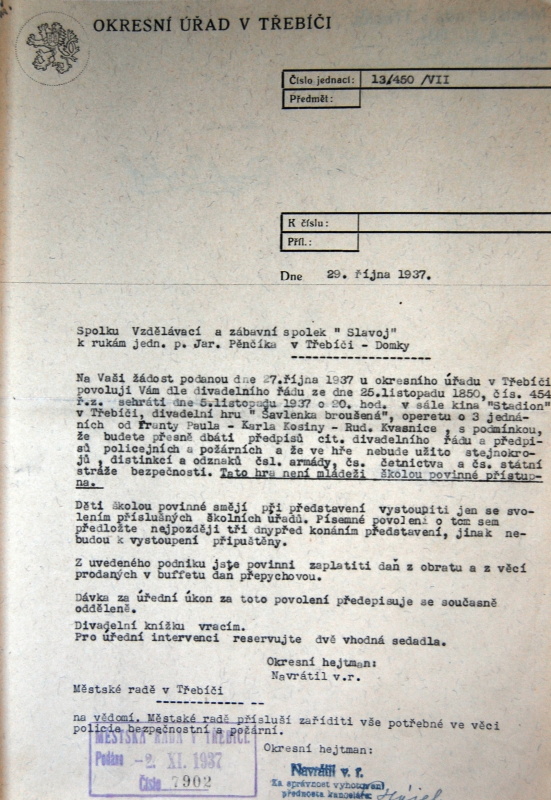 OKRESNÍ ÚŘAD V TŘEBÍČI
Číslo jednací: 13/450 /VII
Předmět:
K číslu:
Příl.:
Dne 29. října 1937.
Spolku Vzdělávací a zábavní spolek " Slavoj"
k rukám jedn. p. Jar. Pěnčíka v Třebíči - Domky
Na Vaši žádost podanou dne 27.října 1937 u okresního úřadu v Třebíči
povoluji Vám dle divadelního řádu ze dne 25.listopadu 1850, čís. 454
ř.z. sehráti dne 5.listopadu 1937 o 20. hod. v sále kina "Stadion"
v Třebíči, divadelní hru " Šavlenka broušená", operetu o 3 jedná-
ních od Franty Paula - Karla Kosiny - Rud. Kvasnice , s podmínkou,
že budete přesně dbáti předpisů cit. divadelního řádu a předpi-
sů policejních a požárních a že ve hře nebude užito stejnokro-
jů , distinkcí a odznaků čsl. armády, čs. četnictva a čs. státní
stráže bezpečnosti. Tato hra není mládeži školou povinné přístup-
na.
Děti školou povinné smějí při představení vystoupiti jen se svo-
lením příslušných školních úřadů. Písemné povolení o tom sem
předložte nejpozději tři dnypřed konáním představení, jinak ne-
budou k vystoupení připuštěny.
Z uvedeného podniku jste povinni zaplatiti daň z obratu a z věcí
prodaných v buffetu daň přepychovou.
Dávka za úřední úkon za toto povolení předepisuje se současně
odděleně.
Divadelní knížku vracím.
Pro úřední intervenci reservujte dvě vhodná sedadla.
Okresní hejtman:
Navrátil v.r.
Městské radě v Třebíči
na vědomí. Městské radě přísluší zaříditi vše potřebné ve věci
policie bezpečnostní a požární.
MĚSTSKÁ RADA V TŘEBÍČI
Podáno -2. XI. 1937
Číslo 7902
Okresní hejtman:
Navrátil v. r.
Za správnost vyhotovení
přednosta kanceláře: